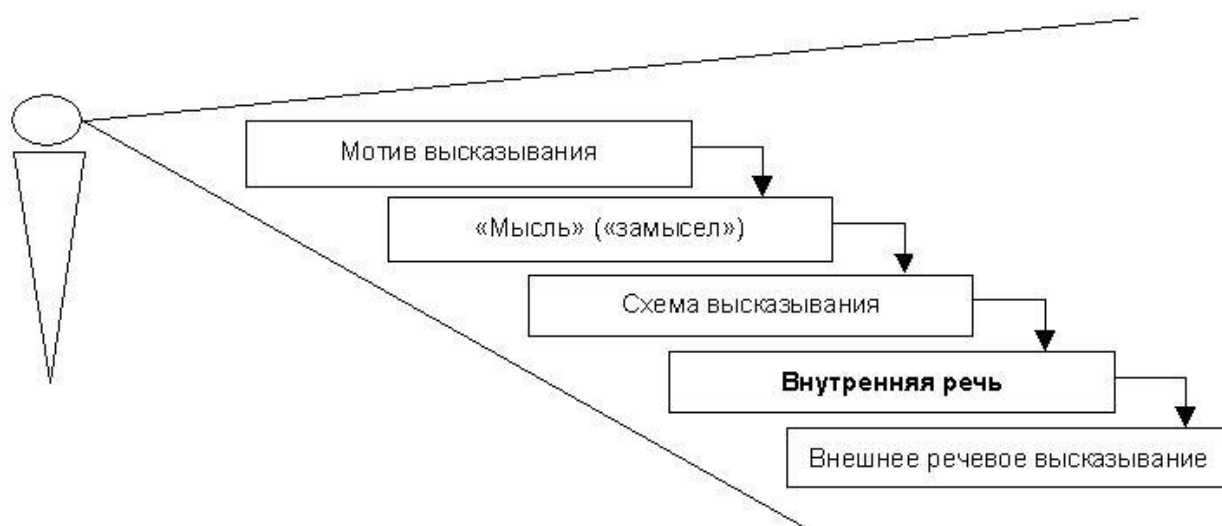 Мотив высказывания
«Мысль» («замысел»)
Схема высказывания
Внутренняя речь
Внешнее речевое высказывание